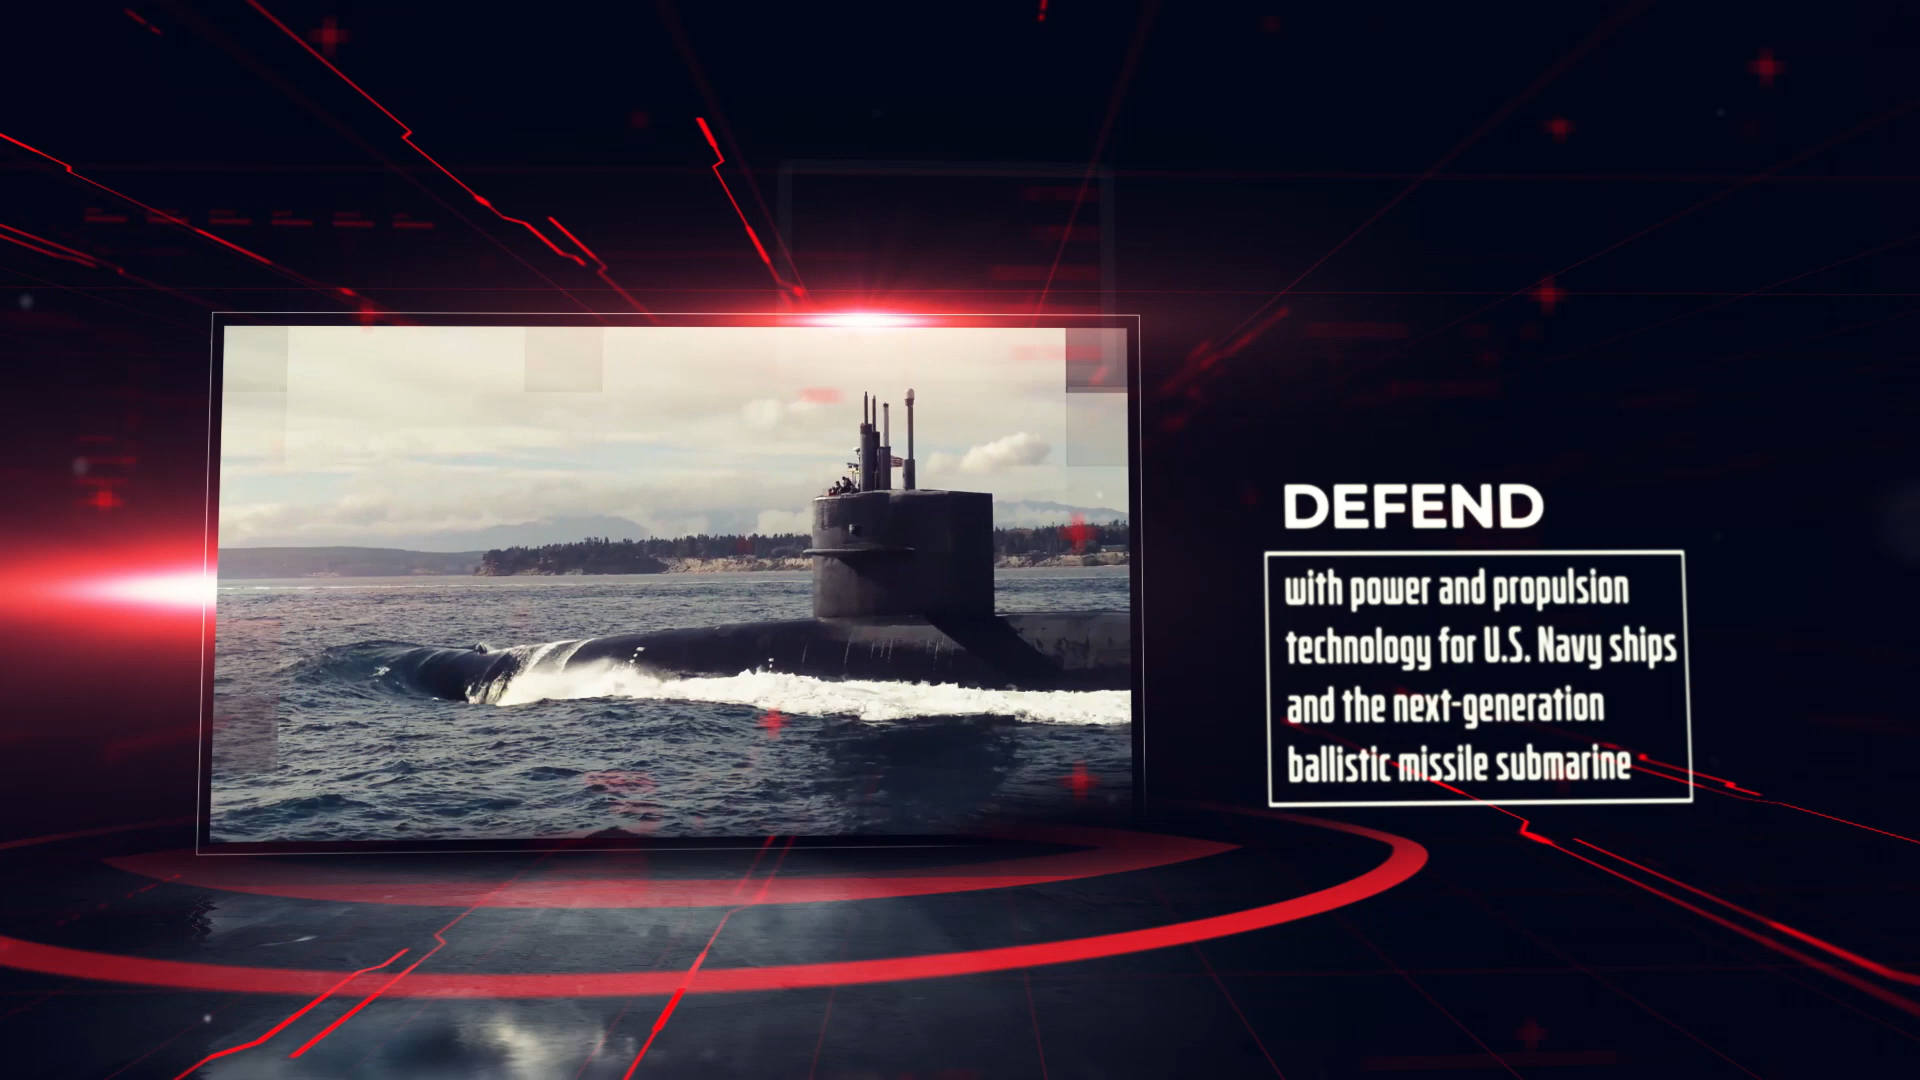 DEFEND
with power and propulsion
technology for U.S. Navy ships
and the next-generation
ballistic missile submarine